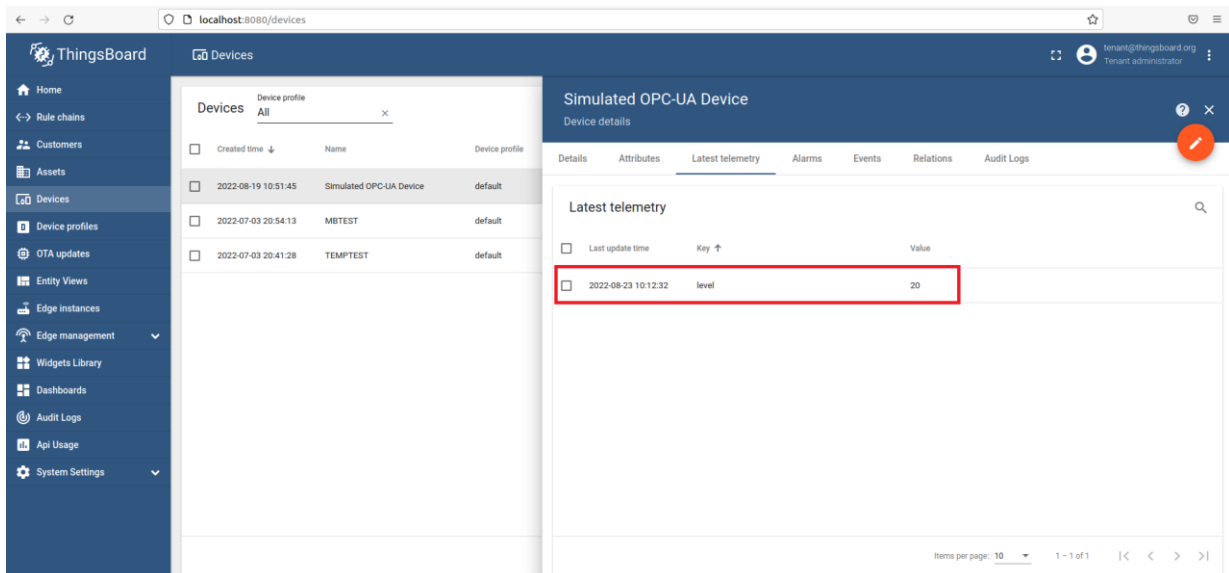 localhost:8080/devices
ThingsBoard
Devices
tenant@thingsboard.org
Tenant administrator
Home
Rule chains
Customers
Assets
Devices
Device profiles
OTA updates
Entity Views
Edge instances
Edge management
Widgets Library
Dashboards
Audit Logs
Api Usage
System Settings
Devices
Device profile
All
Created time Name Device profile
2022-08-19 10:51:45 Simulated OPC-UA Device default
2022-07-03 20:54:13 MBTEST default
2022-07-03 20:41:28 TEMPTEST default
Simulated OPC-UA Device
Device details
Details Attributes Latest telemetry Alarms Events Relations Audit Logs
Latest telemetry
Last update time Key Value
2022-08-23 10:12:32 level 20
Items per page: 10 1 – 1 of 1